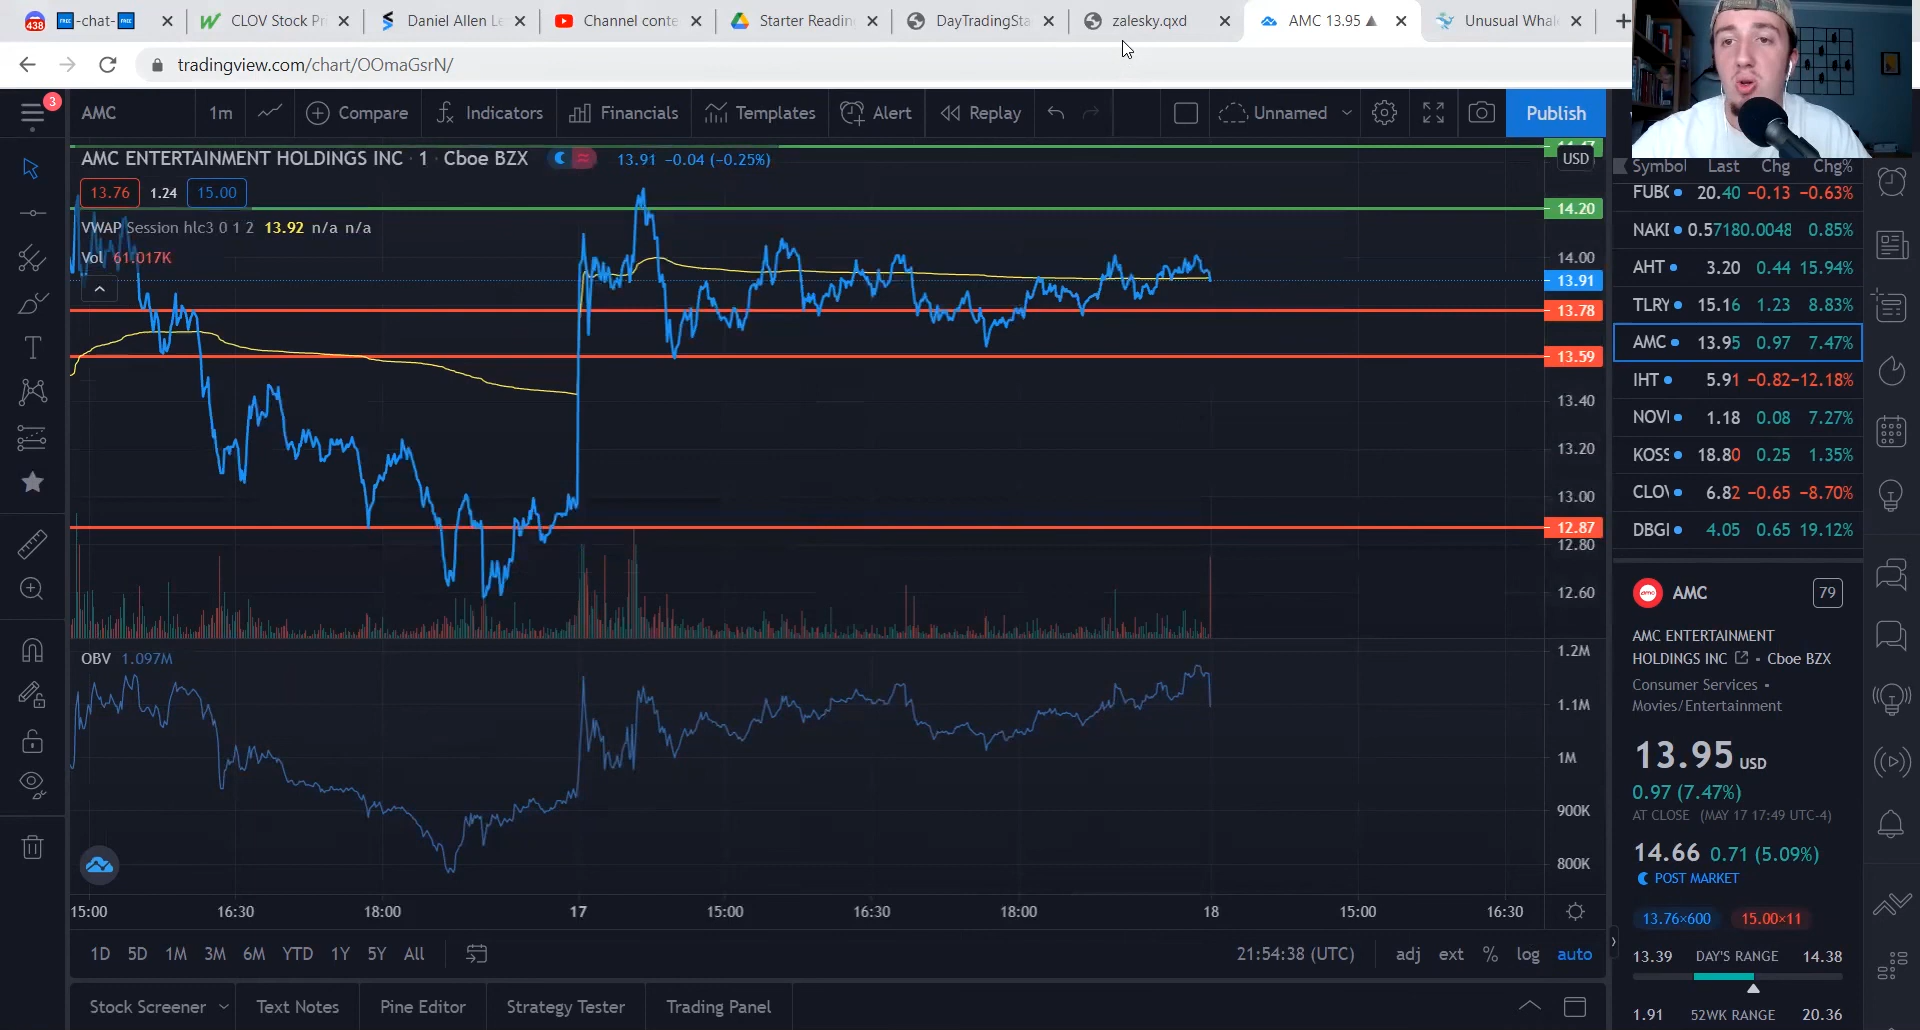 438 FREE -chat- FREE
CLOV Stock Pri
Daniel Allen Le
Channel conte
Starter Reading
DayTradingSta
zalesky.qxd
AMC 13.95 ▲
Unusual Whal
tradingview.com/chart/OOmaGsrN/
3
AMC 1m Compare Indicators Financials Templates Alert Replay Unnamed Publish
AMC ENTERTAINMENT HOLDINGS INC · 1 · Cboe BZX 13.91 −0.04 (−0.25%)
13.76 1.24 15.00
VWAP Session hlc3 0 1 2 13.92 n/a n/a
Vol 61.017K
USD
14.20
14.00
13.91
13.78
13.59
13.40
13.20
13.00
12.87
12.80
12.60
OBV 1.097M
1.2M
1.1M
1M
900K
800K
15:00 16:30 18:00 17 15:00 16:30 18:00 18 15:00 16:30
1D 5D 1M 3M 6M YTD 1Y 5Y All 21:54:38 (UTC) adj ext % log auto
Stock Screener Text Notes Pine Editor Strategy Tester Trading Panel
Symbol Last Chg Chg%
FUBO 20.40 −0.13 −0.63%
NAKD 0.5718 0.0048 0.85%
AHT 3.20 0.44 15.94%
TLRY 15.16 1.23 8.83%
AMC 13.95 0.97 7.47%
IHT 5.91 −0.82 −12.18%
NOVI 1.18 0.08 7.27%
KOSS 18.80 0.25 1.35%
CLOV 6.82 −0.65 −8.70%
DBGI 4.05 0.65 19.12%
amc AMC 79
AMC ENTERTAINMENT
HOLDINGS INC • Cboe BZX
Consumer Services •
Movies/Entertainment
13.95 USD
0.97 (7.47%)
AT CLOSE (MAY 17 17:49 UTC-4)
14.66 0.71 (5.09%)
POST MARKET
13.76×600 15.00×11
13.39 DAY'S RANGE 14.38
1.91 52WK RANGE 20.36